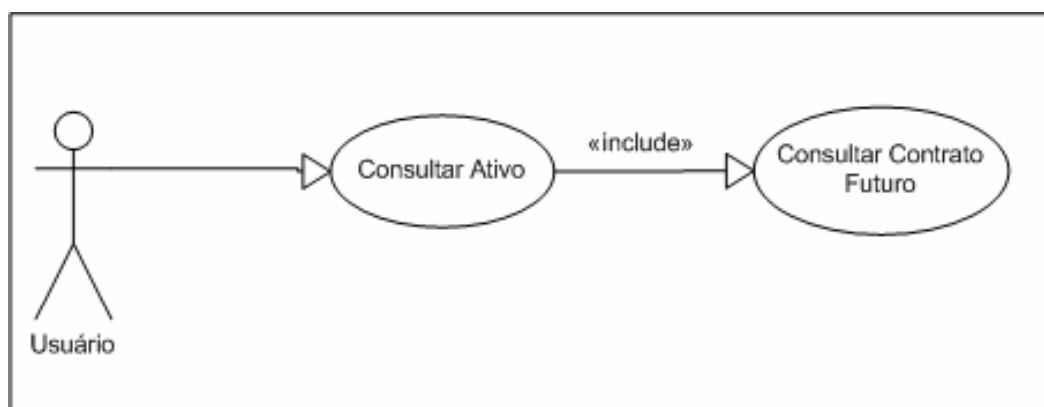 Consultar Ativo
«include»
Consultar Contrato
Futuro
Usuário